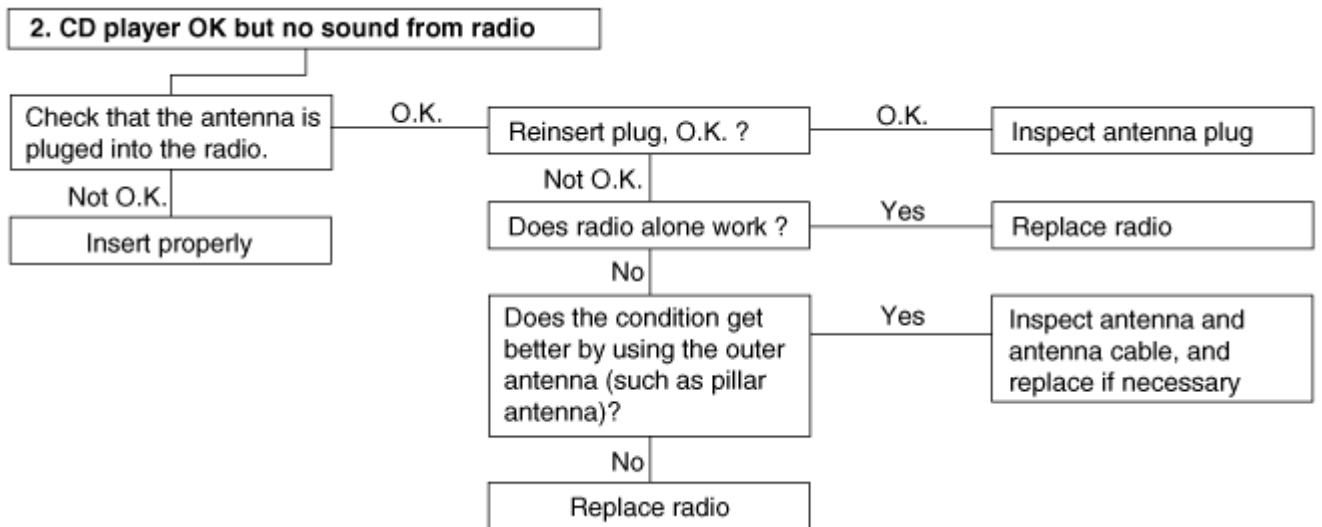 2. CD player OK but no sound from radio
Check that the antenna is
pluged into the radio.
O.K.
Reinsert plug, O.K. ?
O.K.
Inspect antenna plug
Not O.K.
Insert properly
Not O.K.
Does radio alone work ?
Yes
Replace radio
No
Does the condition get
better by using the outer
antenna (such as pillar
antenna)?
Yes
Inspect antenna and
antenna cable, and
replace if necessary
No
Replace radio